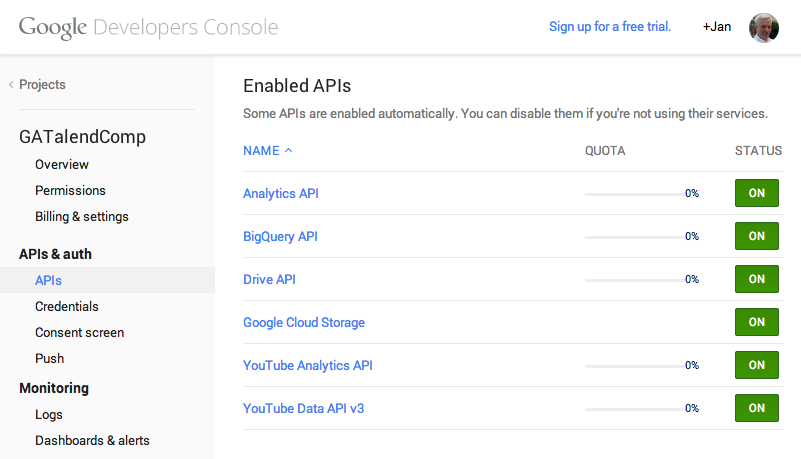 Google Developers Console
Sign up for a free trial.
+Jan
Projects
GATalendComp
Overview
Permissions
Billing & settings
APIs & auth
APIs
Credentials
Consent screen
Push
Monitoring
Logs
Dashboards & alerts
Enabled APIs
Some APIs are enabled automatically. You can disable them if you're not using their services.
NAME QUOTA STATUS
Analytics API 0% ON
BigQuery API 0% ON
Drive API 0% ON
Google Cloud Storage ON
YouTube Analytics API 0% ON
YouTube Data API v3 0% ON